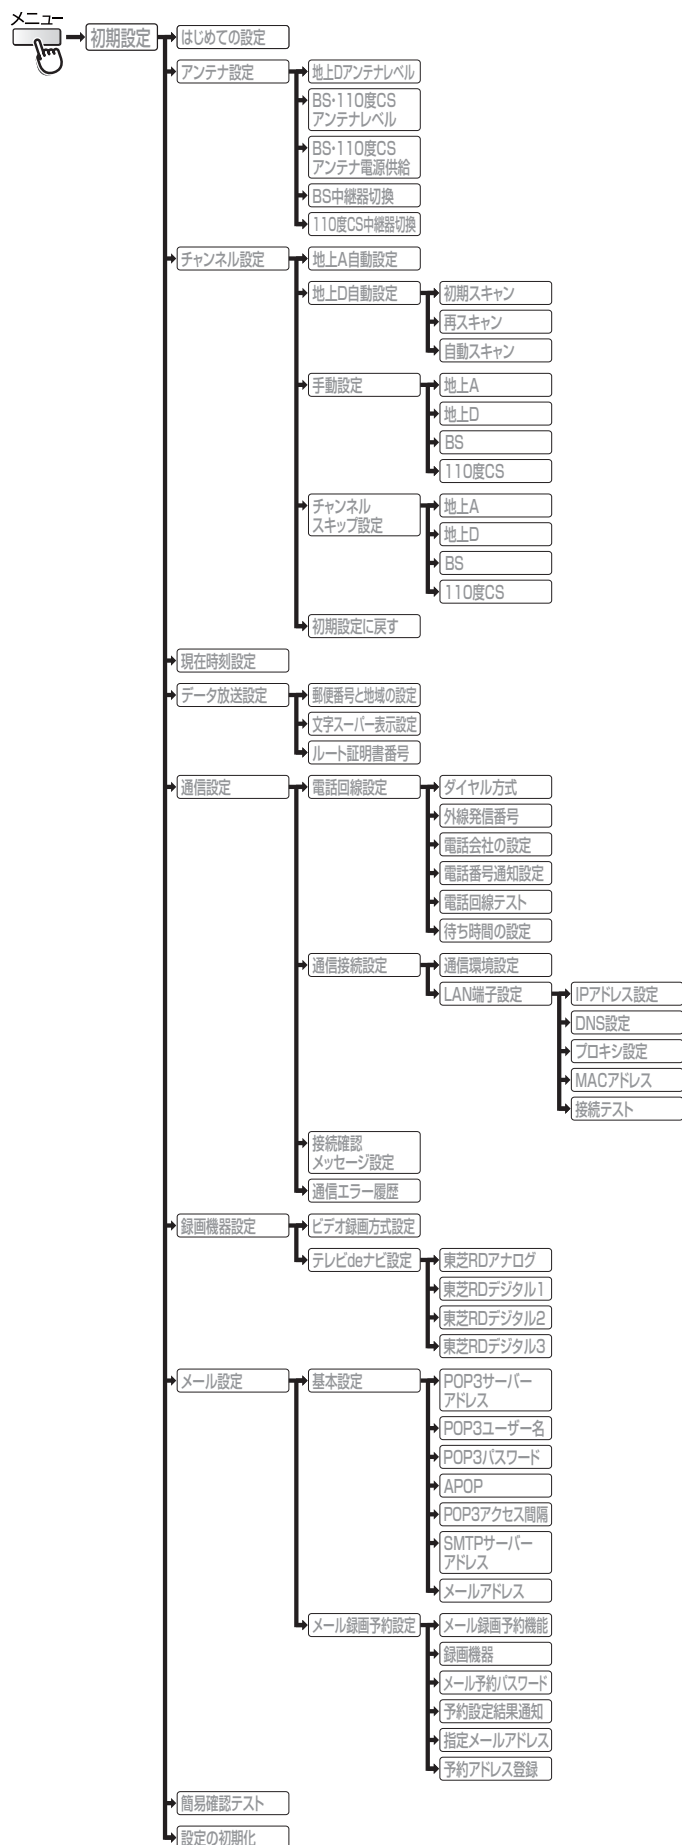 メニュー
初期設定
はじめての設定
アンテナ設定
地上Dアンテナレベル
BS・110度CS
アンテナレベル
BS・110度CS
アンテナ電源供給
BS中継器切換
110度CS中継器切換
チャンネル設定
地上A自動設定
地上D自動設定
初期スキャン
再スキャン
自動スキャン
手動設定
地上A
地上D
BS
110度CS
チャンネル
スキップ設定
地上A
地上D
BS
110度CS
初期設定に戻す
現在時刻設定
データ放送設定
郵便番号と地域の設定
文字スーパー表示設定
ルート証明書番号
通信設定
電話回線設定
ダイヤル方式
外線発信番号
電話会社の設定
電話番号通知設定
電話回線テスト
待ち時間の設定
通信接続設定
通信環境設定
LAN端子設定
IPアドレス設定
DNS設定
プロキシ設定
MACアドレス
接続テスト
接続確認
メッセージ設定
通信エラー履歴
録画機器設定
ビデオ録画方式設定
テレビdeナビ設定
東芝RDアナログ
東芝RDデジタル1
東芝RDデジタル2
東芝RDデジタル3
メール設定
基本設定
POP3サーバー
アドレス
POP3ユーザー名
POP3パスワード
APOP
POP3アクセス間隔
SMTPサーバー
アドレス
メールアドレス
メール録画予約設定
メール録画予約機能
録画機器
メール予約パスワード
予約設定結果通知
指定メールアドレス
予約アドレス登録
簡易確認テスト
設定の初期化